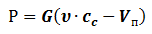 P = G(υ · c_c − V_п)